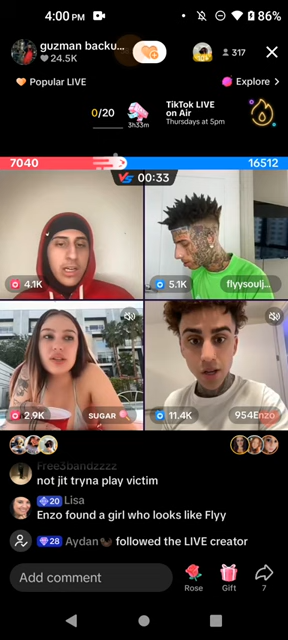 4:00 PM
86%
guzman backu...
24.5K
317
Popular LIVE
Explore >
0/20
3h33m
TikTok LIVE
on Air
Thursdays at 5pm
7040
16512
VS 00:33
4.1K
5.1K
flyysoulj...
2.9K
SUGAR
11.4K
954Enzo
Free3bandzzzz
not jit tryna play victim
20 Lisa
Enzo found a girl who looks like Flyy
28 Aydan followed the LIVE creator
Add comment
Rose
Gift
7